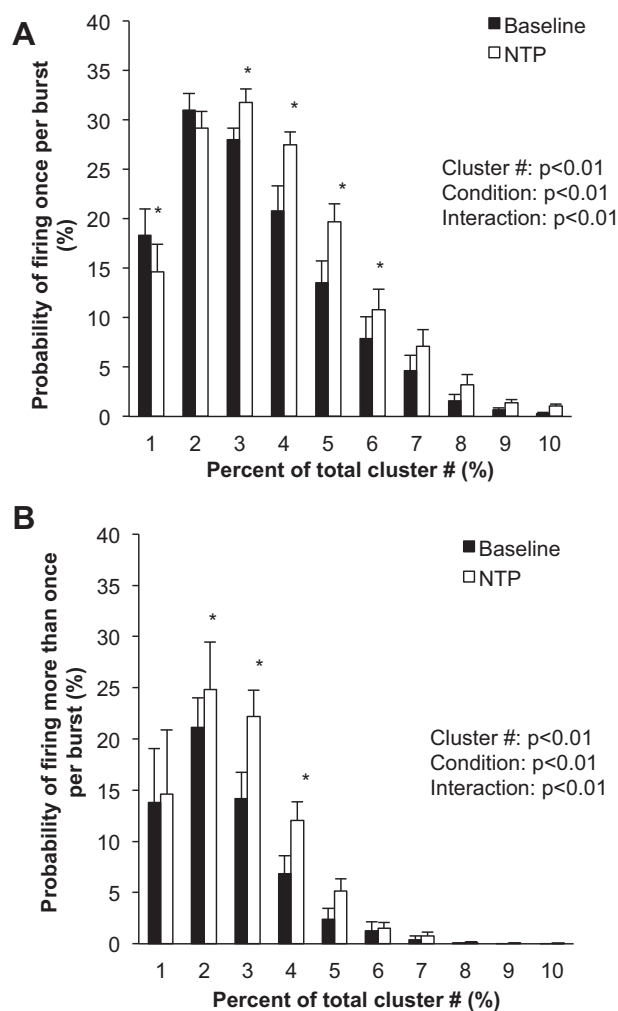 A
Baseline
NTP
40
35
30
25
20
15
10
5
0
Probability of firing once per burst
(%)
*
*
*
*
*
Cluster #: p<0.01
Condition: p<0.01
Interaction: p<0.01
1 2 3 4 5 6 7 8 9 10
Percent of total cluster # (%)
B
Baseline
NTP
40
35
30
25
20
15
10
5
0
Probability of firing more than once
per burst (%)
*
*
*
Cluster #: p<0.01
Condition: p<0.01
Interaction: p<0.01
1 2 3 4 5 6 7 8 9 10
Percent of total cluster # (%)